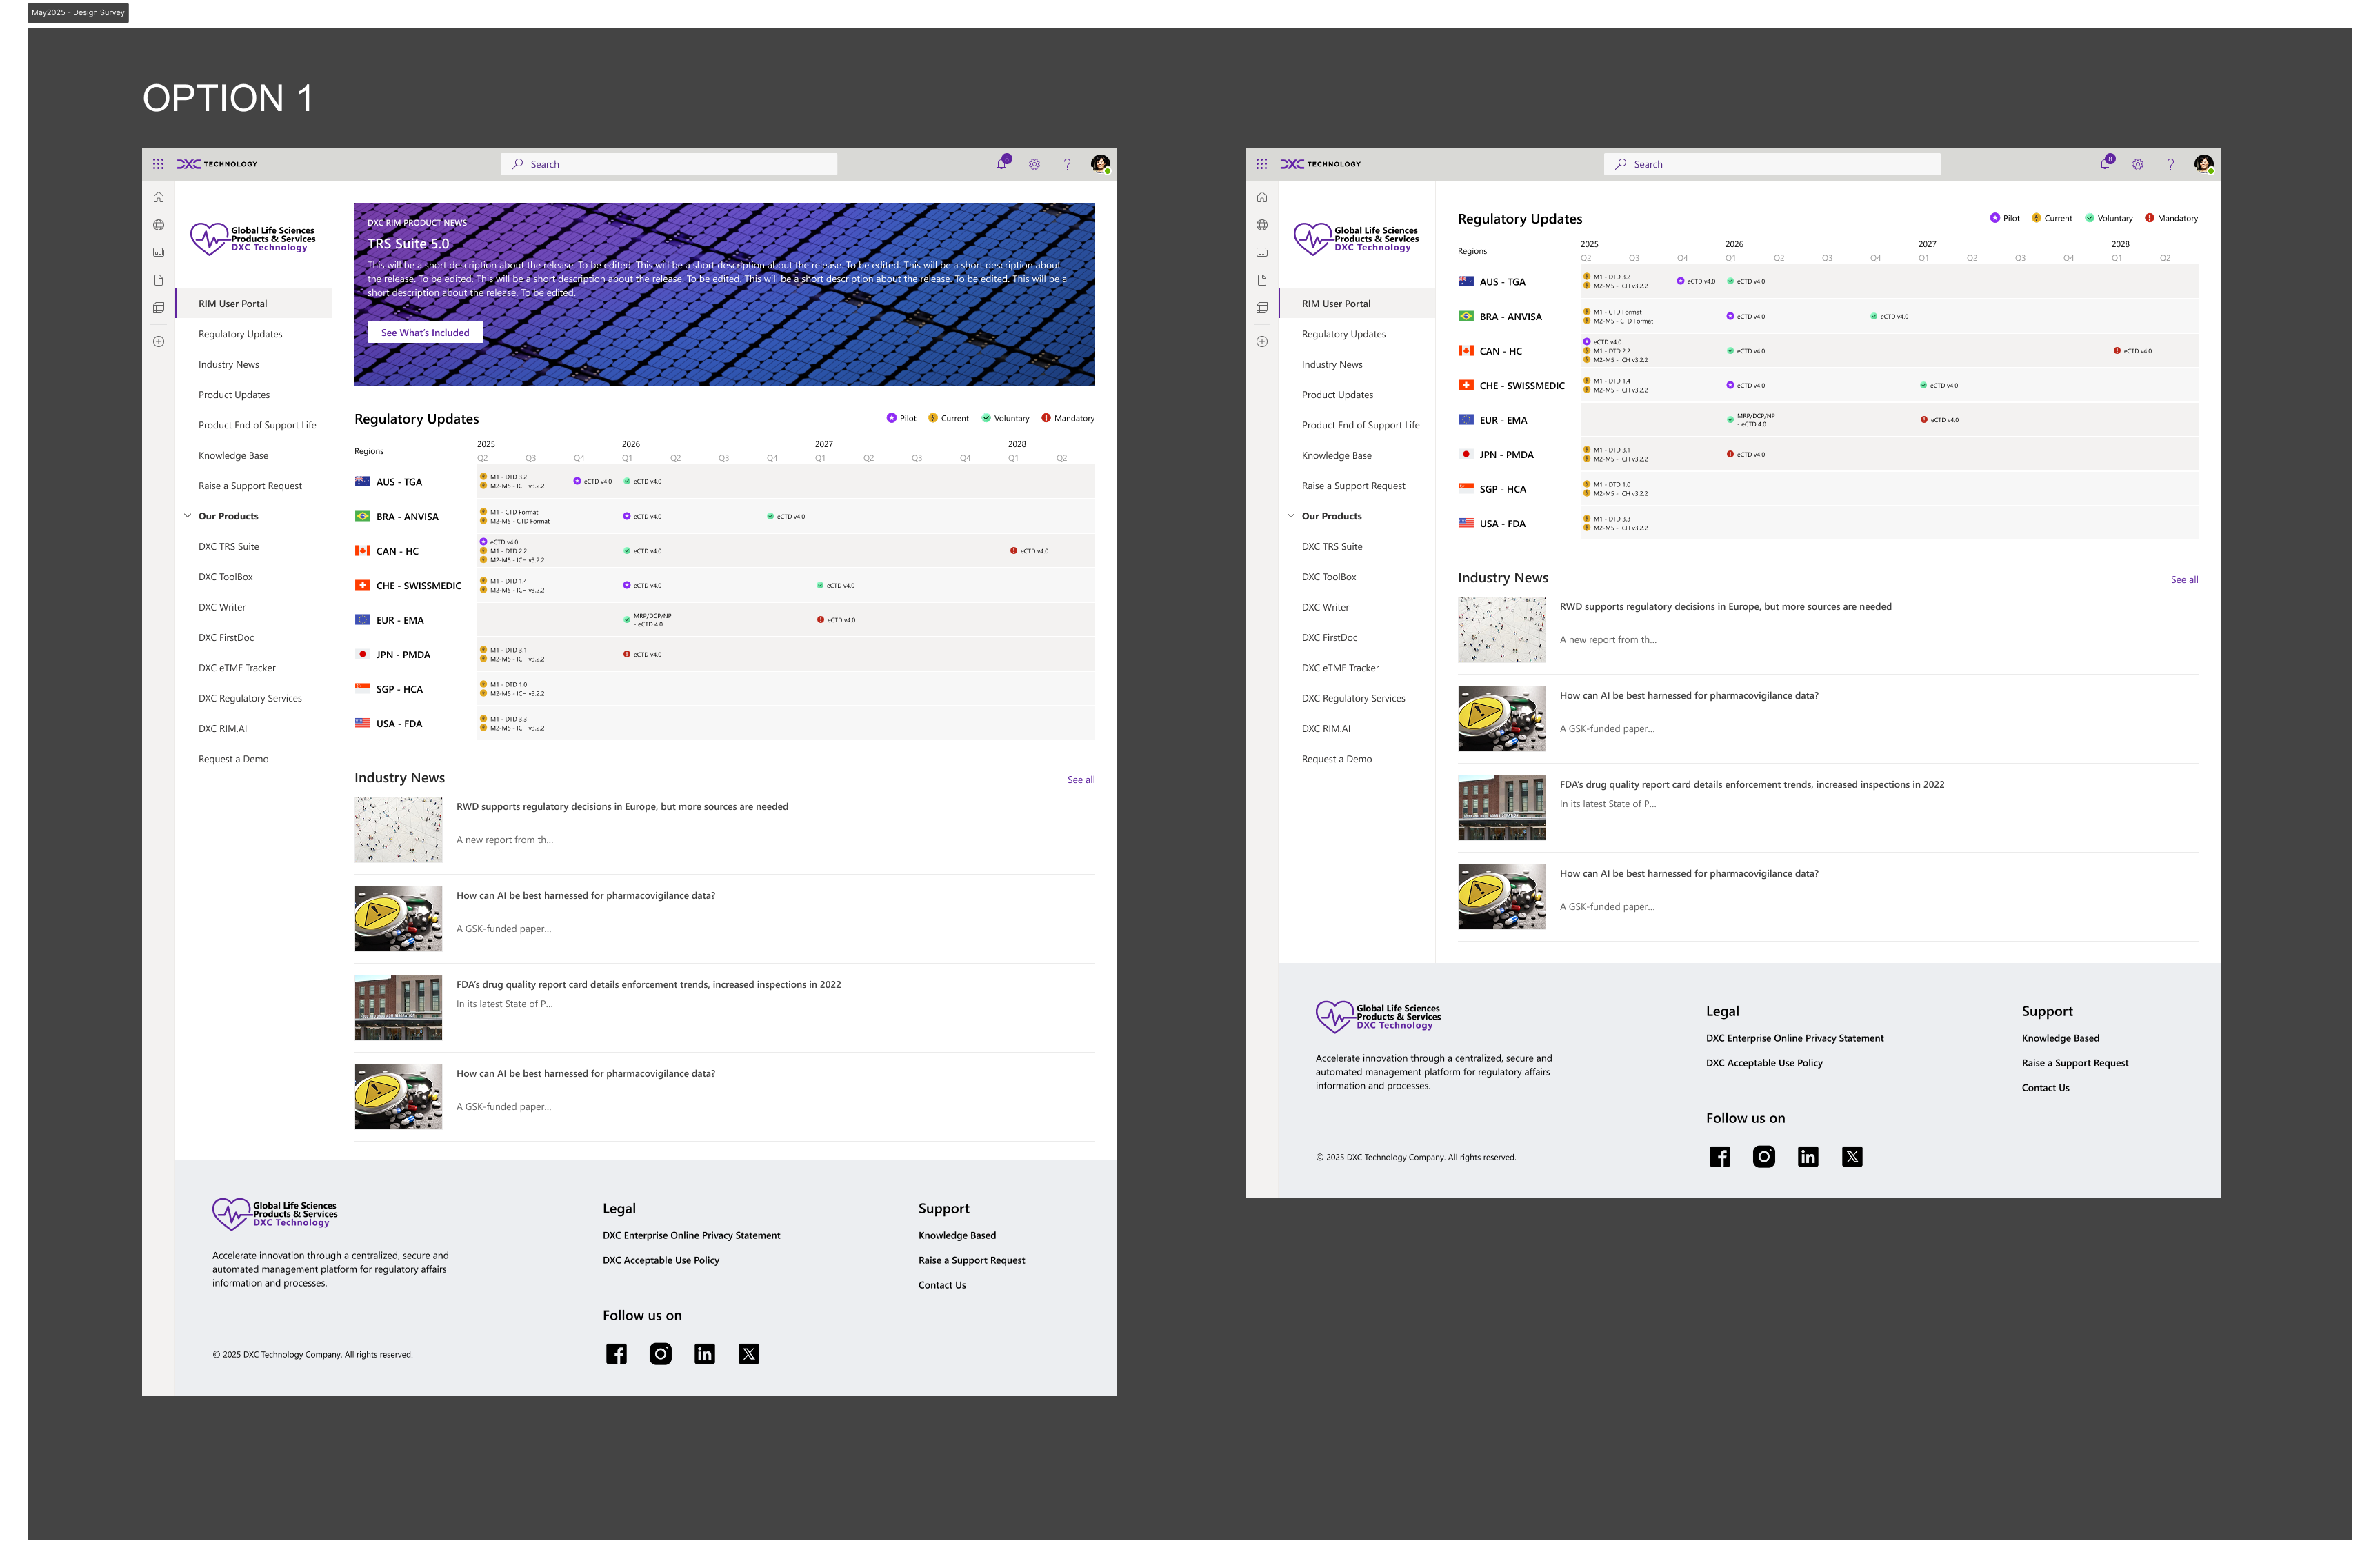 May2025 - Design Survey
OPTION 1
DXC TECHNOLOGY
Search
8
Global Life Sciences
Products & Services
DXC Technology
RIM User Portal
Regulatory Updates
Industry News
Product Updates
Product End of Support Life
Knowledge Base
Raise a Support Request
Our Products
DXC TRS Suite
DXC ToolBox
DXC Writer
DXC FirstDoc
DXC eTMF Tracker
DXC Regulatory Services
DXC RIM.AI
Request a Demo
DXC RIM PRODUCT NEWS
TRS Suite 5.0
This will be a short description about the release. To be edited. This will be a short description about the release. To be edited. This will be a short description about
the release. To be edited. This will be a short description about the release. To be edited. This will be a short description about the release. To be edited. This will be a
short description about the release. To be edited.
See What's Included
Regulatory Updates
Pilot Current Voluntary Mandatory
Regions
2025 2026 2027 2028
Q2 Q3 Q4 Q1 Q2 Q3 Q4 Q1 Q2 Q3 Q4 Q1 Q2
AUS - TGA
M1 - DTD 3.2
M2-M5 - ICH v3.2.2
eCTD v4.0
eCTD v4.0
BRA - ANVISA
M1 - CTD Format
M2-M5 - CTD Format
eCTD v4.0
eCTD v4.0
CAN - HC
eCTD v4.0
M1 - DTD 2.2
M2-M5 - ICH v3.2.2
eCTD v4.0
eCTD v4.0
CHE - SWISSMEDIC
M1 - DTD 1.4
M2-M5 - ICH v3.2.2
eCTD v4.0
eCTD v4.0
EUR - EMA
MRP/DCP/NP
- eCTD 4.0
eCTD v4.0
JPN - PMDA
M1 - DTD 3.1
M2-M5 - ICH v3.2.2
eCTD v4.0
SGP - HCA
M1 - DTD 1.0
M2-M5 - ICH v3.2.2
USA - FDA
M1 - DTD 3.3
M2-M5 - ICH v3.2.2
Industry News
See all
RWD supports regulatory decisions in Europe, but more sources are needed
A new report from th...
How can AI be best harnessed for pharmacovigilance data?
A GSK-funded paper...
FDA's drug quality report card details enforcement trends, increased inspections in 2022
In its latest State of P...
How can AI be best harnessed for pharmacovigilance data?
A GSK-funded paper...
Global Life Sciences
Products & Services
DXC Technology
Accelerate innovation through a centralized, secure and
automated management platform for regulatory affairs
information and processes.
© 2025 DXC Technology Company. All rights reserved.
Legal
DXC Enterprise Online Privacy Statement
DXC Acceptable Use Policy
Follow us on
Support
Knowledge Based
Raise a Support Request
Contact Us
DXC TECHNOLOGY
Search
8
Global Life Sciences
Products & Services
DXC Technology
RIM User Portal
Regulatory Updates
Industry News
Product Updates
Product End of Support Life
Knowledge Base
Raise a Support Request
Our Products
DXC TRS Suite
DXC ToolBox
DXC Writer
DXC FirstDoc
DXC eTMF Tracker
DXC Regulatory Services
DXC RIM.AI
Request a Demo
Regulatory Updates
Pilot Current Voluntary Mandatory
Regions
2025 2026 2027 2028
Q2 Q3 Q4 Q1 Q2 Q3 Q4 Q1 Q2 Q3 Q4 Q1 Q2
AUS - TGA
M1 - DTD 3.2
M2-M5 - ICH v3.2.2
eCTD v4.0
eCTD v4.0
BRA - ANVISA
M1 - CTD Format
M2-M5 - CTD Format
eCTD v4.0
eCTD v4.0
CAN - HC
eCTD v4.0
M1 - DTD 2.2
M2-M5 - ICH v3.2.2
eCTD v4.0
eCTD v4.0
CHE - SWISSMEDIC
M1 - DTD 1.4
M2-M5 - ICH v3.2.2
eCTD v4.0
eCTD v4.0
EUR - EMA
MRP/DCP/NP
- eCTD 4.0
eCTD v4.0
JPN - PMDA
M1 - DTD 3.1
M2-M5 - ICH v3.2.2
eCTD v4.0
SGP - HCA
M1 - DTD 1.0
M2-M5 - ICH v3.2.2
USA - FDA
M1 - DTD 3.3
M2-M5 - ICH v3.2.2
Industry News
See all
RWD supports regulatory decisions in Europe, but more sources are needed
A new report from th...
How can AI be best harnessed for pharmacovigilance data?
A GSK-funded paper...
FDA's drug quality report card details enforcement trends, increased inspections in 2022
In its latest State of P...
How can AI be best harnessed for pharmacovigilance data?
A GSK-funded paper...
Global Life Sciences
Products & Services
DXC Technology
Accelerate innovation through a centralized, secure and
automated management platform for regulatory affairs
information and processes.
© 2025 DXC Technology Company. All rights reserved.
Legal
DXC Enterprise Online Privacy Statement
DXC Acceptable Use Policy
Follow us on
Support
Knowledge Based
Raise a Support Request
Contact Us